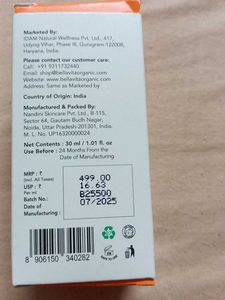 Marketed By:
IDAM Natural Wellness Pvt. Ltd., 417,
Udyog Vihar, Phase III, Gurugram-122008,
Haryana, India
Please contact our customer care:
Call: +91 9311732440
Email: shop@bellavitaorganic.com
Website: www.bellavitaorganic.com
Address: Same as Marketed by
Country of Origin: India
Manufactured & Packed By:
Nandini Surcare Pvt. Ltd., B-115,
Sector 64, Gautam Budh Nagar,
Noida, Uttar Pradesh-201301, India.
M. L. No. UP16320000024
Net Contents : 30 ml / 1.01 fl. oz.
Use Before : 24 Months From the
Date of Manufacturing
MRP : ₹ 499.00
(Incl. All Taxes)
USP : ₹ 16.63
Per ml
Batch No.: B25500
Date of 07/2025
Manufacturing :
8 906150 340282